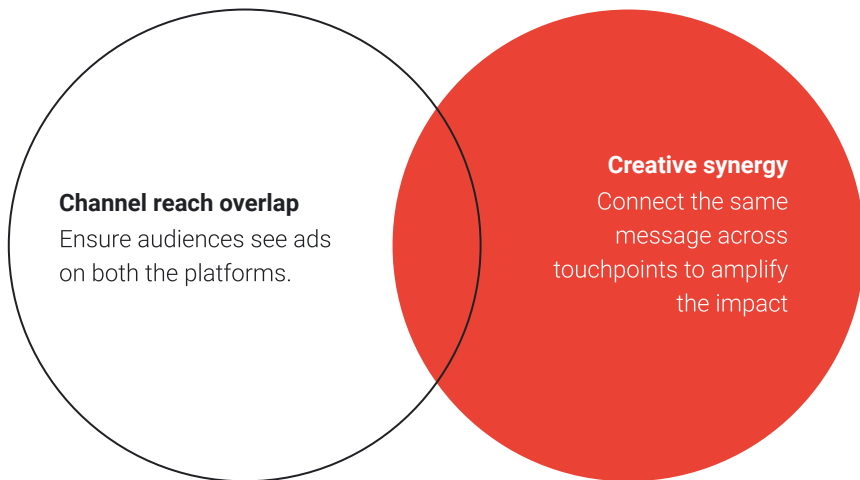 Channel reach overlap
Ensure audiences see ads
on both the platforms.
Creative synergy
Connect the same
message across
touchpoints to amplify
the impact